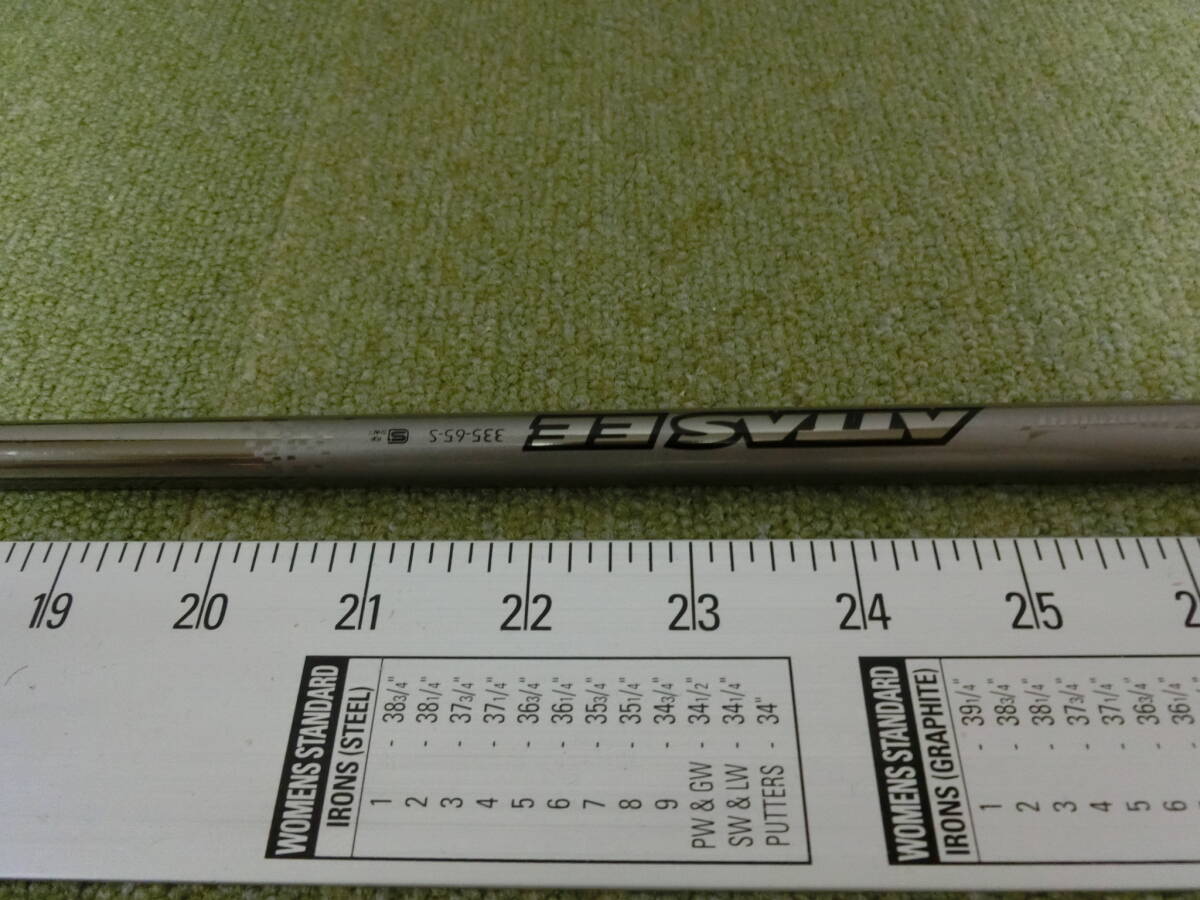 ATTAS EE
335-65-S
S
19 20 21 22 23 24 25 2
WOMENS STANDARD
IRONS (STEEL)
1 - 38 3/4"
2 - 38 1/4"
3 - 37 3/4"
4 - 37 1/4"
5 - 36 3/4"
6 - 36 1/4"
7 - 35 3/4"
8 - 35 1/4"
9 - 34 3/4"
PW & GW - 34 1/2"
SW & LW - 34 1/4"
PUTTERS - 34"
WOMENS STANDARD
IRONS (GRAPHITE)
1 - 39 1/4"
2 - 38 3/4"
3 - 38 1/4"
4 - 37 3/4"
5 - 37 1/4"
6 - 36 3/4"
36 1/4"